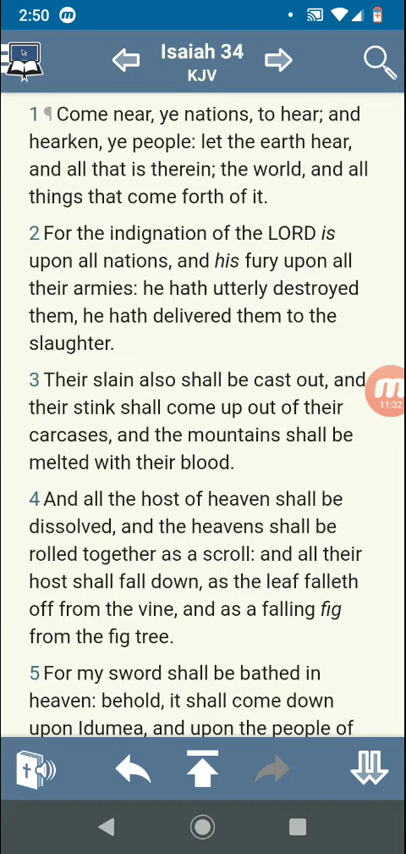 2:50
Isaiah 34
KJV
1 ¶ Come near, ye nations, to hear; and
hearken, ye people: let the earth hear,
and all that is therein; the world, and all
things that come forth of it.
2 For the indignation of the LORD is
upon all nations, and his fury upon all
their armies: he hath utterly destroyed
them, he hath delivered them to the
slaughter.
3 Their slain also shall be cast out, and
their stink shall come up out of their
carcases, and the mountains shall be
melted with their blood.
11:32
4 And all the host of heaven shall be
dissolved, and the heavens shall be
rolled together as a scroll: and all their
host shall fall down, as the leaf falleth
off from the vine, and as a falling fig
from the fig tree.
5 For my sword shall be bathed in
heaven: behold, it shall come down
upon Idumea, and upon the people of